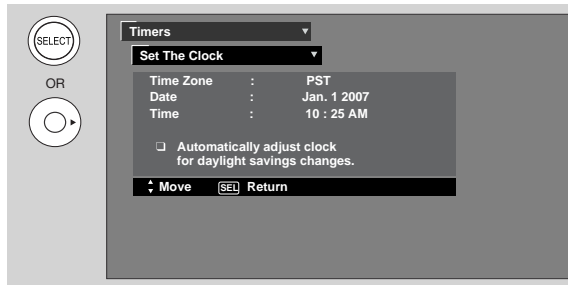 SELECT
OR
Timers
Set The Clock
Time Zone : PST
Date : Jan. 1 2007
Time : 10 : 25 AM
Automatically adjust clock
for daylight savings changes.
Move SEL Return